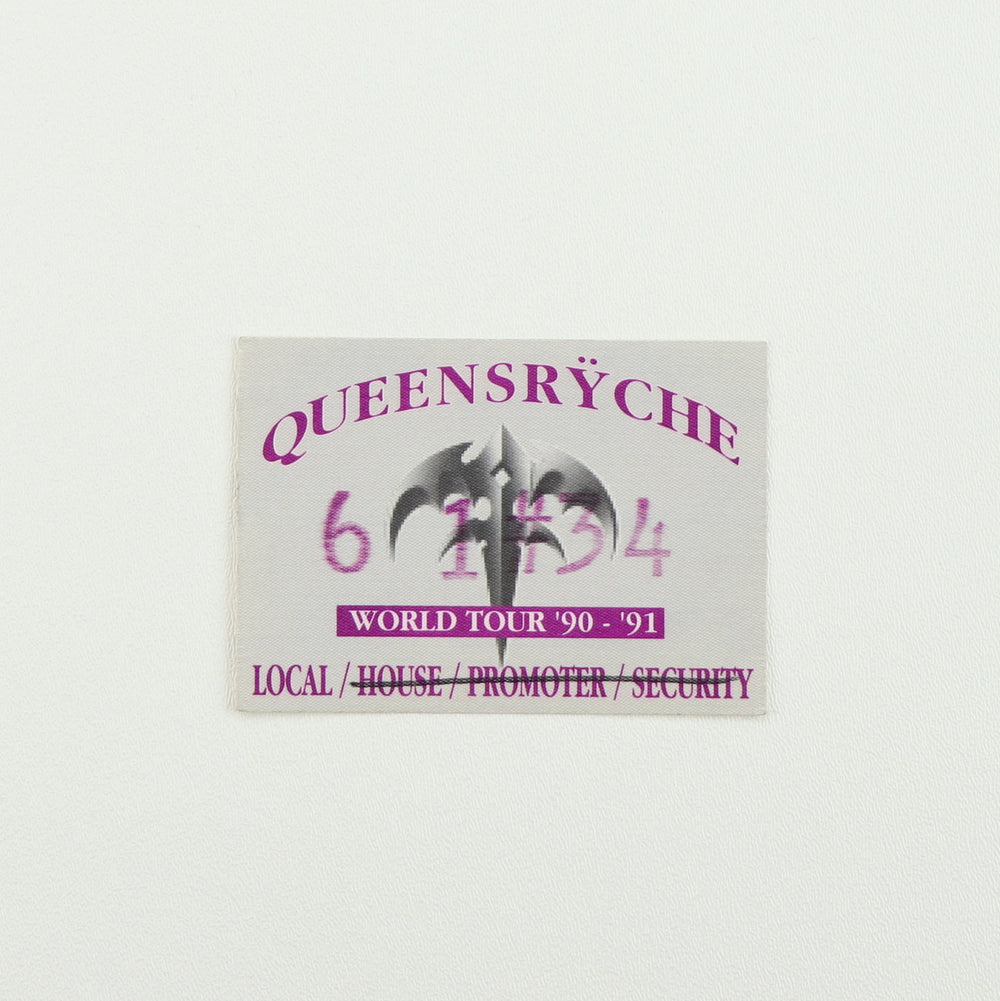 QUEENSRŸCHE
6 1 #34
WORLD TOUR '90 - '91
LOCAL / HOUSE / PROMOTER / SECURITY